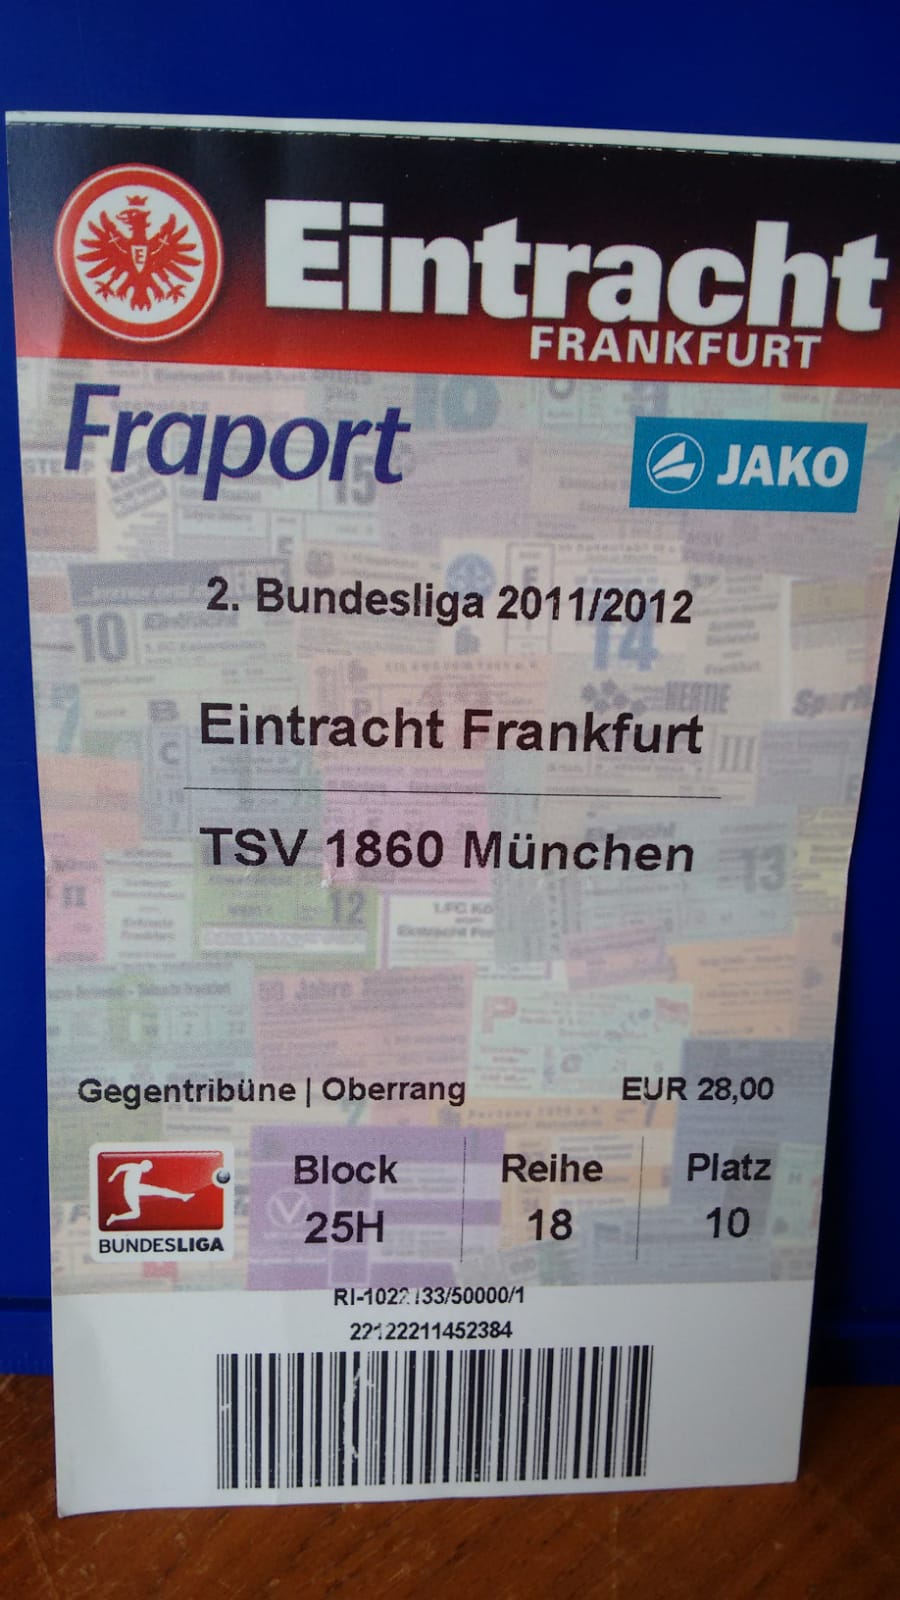 Eintracht
FRANKFURT
Fraport
JAKO
2. Bundesliga 2011/2012
Eintracht Frankfurt
TSV 1860 München
Gegentribüne | Oberrang EUR 28,00
Block Reihe Platz
25H 18 10
BUNDESLIGA
22122211452384